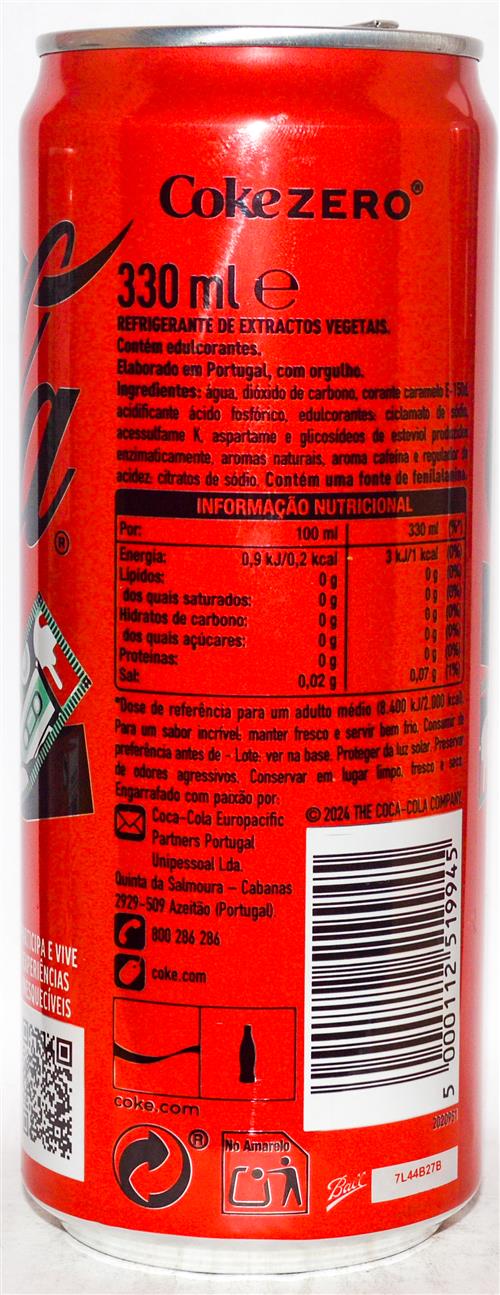 CokeZERO®
330 ml e
REFRIGERANTE DE EXTRACTOS VEGETAIS.
Contém edulcorantes.
Elaborado em Portugal, com orgulho.
Ingredientes: água, dióxido de carbono, corante caramelo E-150d,
acidificante ácido fosfórico, edulcorantes: ciclamato de sódio,
acessulfame K, aspartame e glicosídeos de esteviol produzidos
enzimaticamente, aromas naturais, aroma cafeína e regulador de
acidez: citratos de sódio. Contém uma fonte de fenilalanina.
INFORMAÇÃO NUTRICIONAL
Por: 100 ml 330 ml (%*)
Energia: 0,9 kJ/0,2 kcal 3 kJ/1 kcal (0%)
Lípidos: 0 g 0 g (0%)
dos quais saturados: 0 g 0 g (0%)
Hidratos de carbono: 0 g 0 g (0%)
dos quais açúcares: 0 g 0 g (0%)
Proteínas: 0 g 0 g (0%)
Sal: 0,02 g 0,07 g (1%)
*Dose de referência para um adulto médio (8.400 kJ/2.000 kcal).
Para um sabor incrível: manter fresco e servir bem frio. Consumir de
preferência antes de - Lote: ver na base. Proteger da luz solar. Preservar
de odores agressivos. Conservar em lugar limpo, fresco e seco.
Engarrafado com paixão por:
© 2024 THE COCA-COLA COMPANY.
Coca-Cola Europacific
Partners Portugal
Unipessoal Lda.
Quinta da Salmoura – Cabanas
2929-509 Azeitão (Portugal).
800 286 286
coke.com
coke.com
5 000112 519945
2020951
®
No Amarelo
Ball
7L44B27B
®
E VIVE